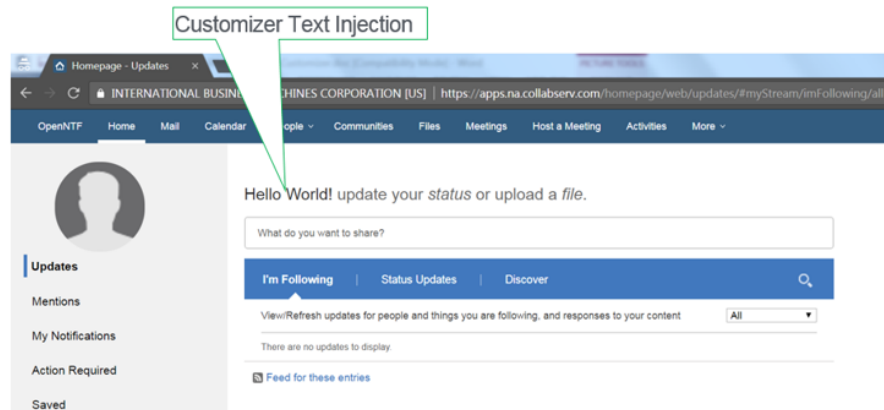 Customizer Text Injection
Homepage - Updates ×
INTERNATIONAL BUSINE CHINES CORPORATION [US] | https://apps.na.collabserv.com/homepage/web/updates/#myStream/imFollowing/all
OpenNTF Home Mail Calendar ople Communities Files Meetings Host a Meeting Activities More
Hello World! update your status or upload a file.
What do you want to share?
Updates
I'm Following | Status Updates | Discover
Mentions
View/Refresh updates for people and things you are following, and responses to your content All
My Notifications
There are no updates to display.
Action Required
Feed for these entries
Saved